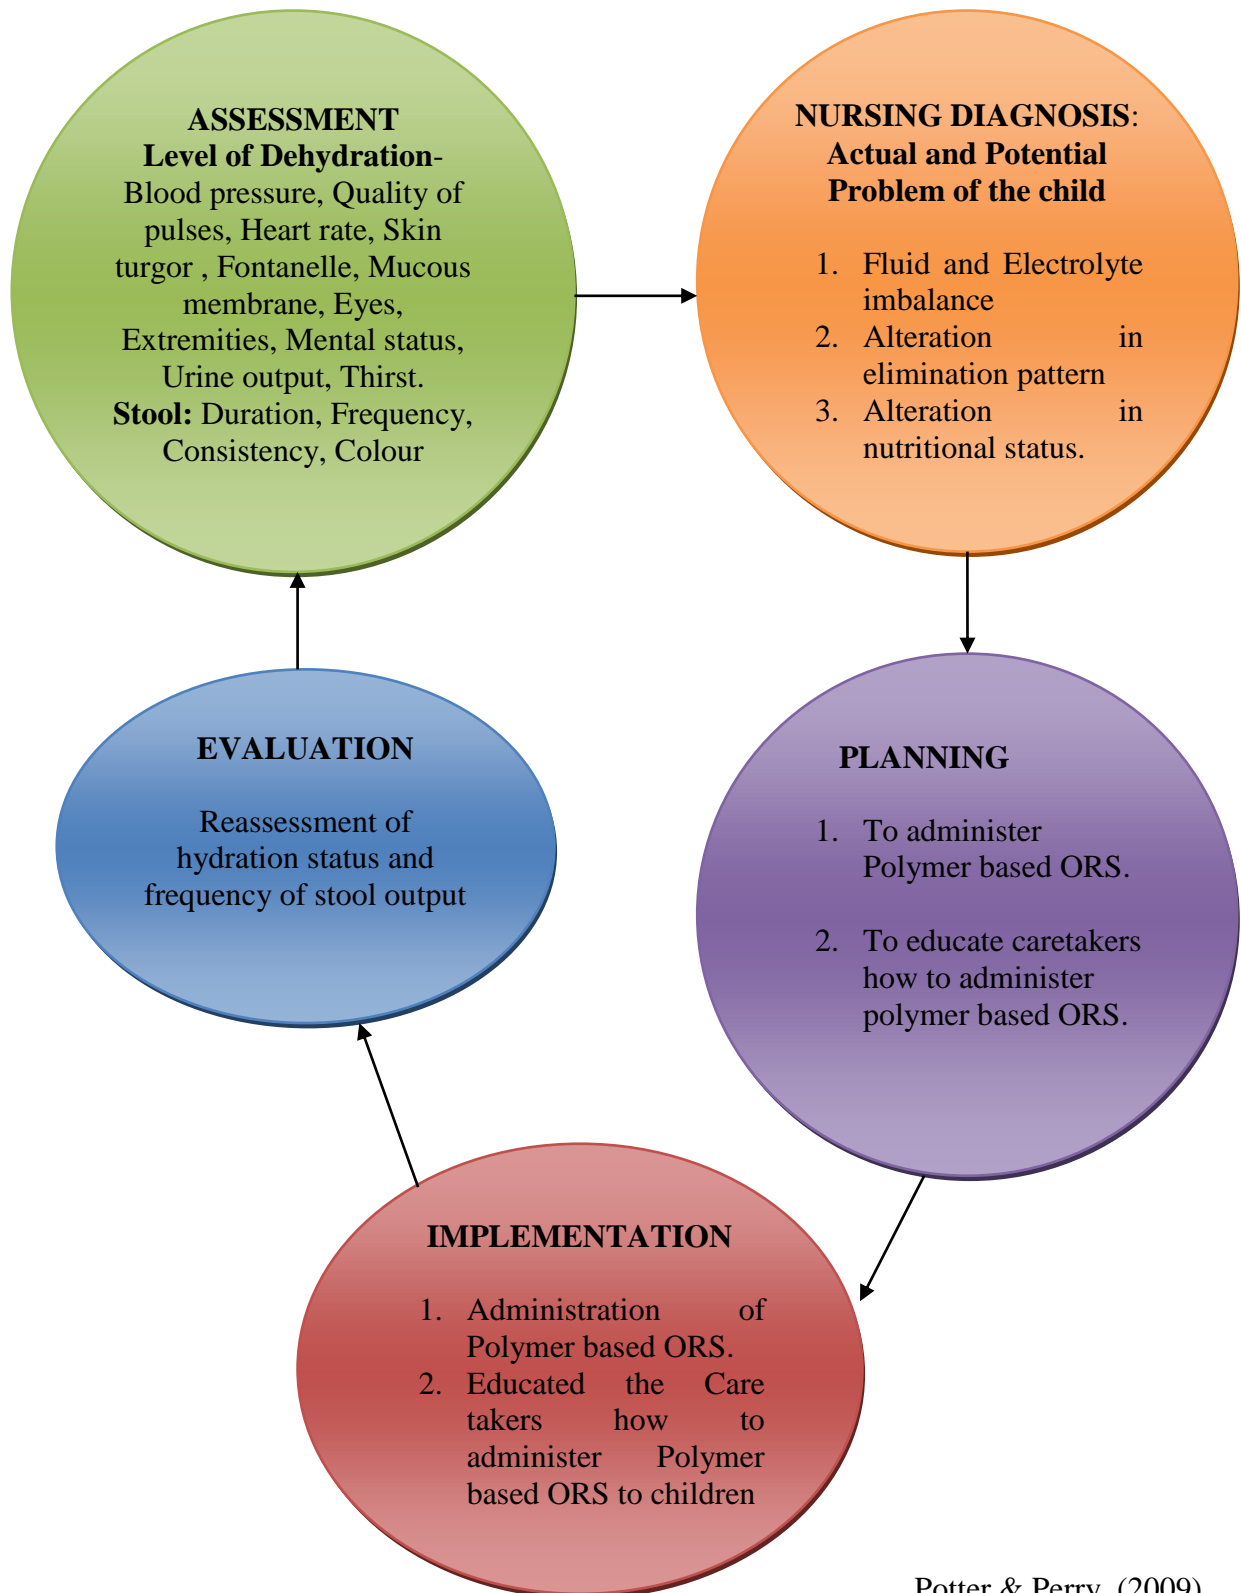 ASSESSMENT
Level of Dehydration-
Blood pressure, Quality of
pulses, Heart rate, Skin
turgor , Fontanelle, Mucous
membrane, Eyes,
Extremities, Mental status,
Urine output, Thirst.
Stool: Duration, Frequency,
Consistency, Colour
NURSING DIAGNOSIS:
Actual and Potential
Problem of the child
1. Fluid and Electrolyte
imbalance
2. Alteration in
elimination pattern
3. Alteration in
nutritional status.
PLANNING
1. To administer
Polymer based ORS.
2. To educate caretakers
how to administer
polymer based ORS.
IMPLEMENTATION
1. Administration of
Polymer based ORS.
2. Educated the Care
takers how to
administer Polymer
based ORS to children
EVALUATION
Reassessment of
hydration status and
frequency of stool output
Potter & Perry, (2009)